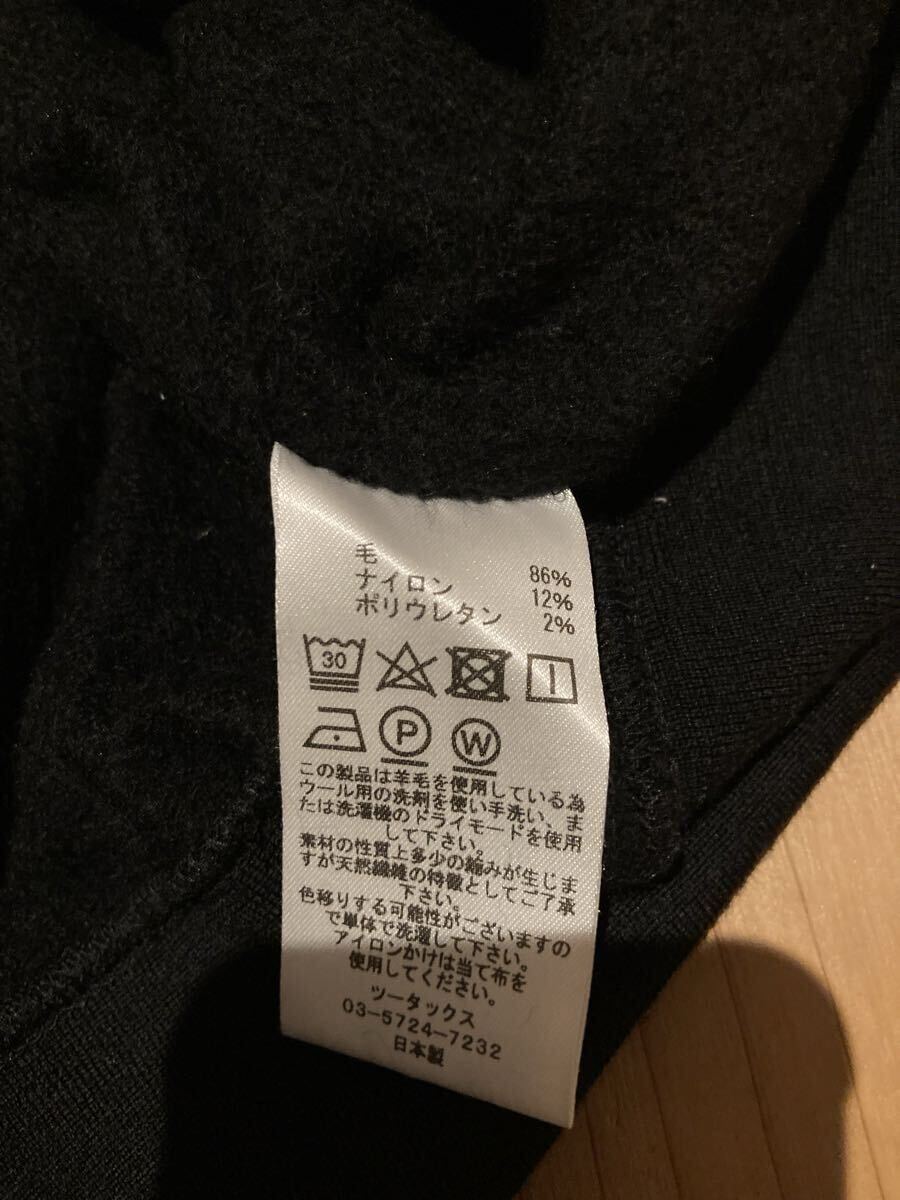 毛 86%
ナイロン 12%
ポリウレタン 2%
30
P W
この製品は羊毛を使用している為
ウール用の洗剤を使い手洗い、ま
たは洗濯機のドライモードを使用
して下さい。
素材の性質上多少の縮みが生じま
すが天然繊維の特徴としてご了承
下さい。
色移りする可能性がございますの
で単体で洗濯して下さい。
アイロンかけは当て布を
使用してください。
ツータックス
03-5724-7232
日本製